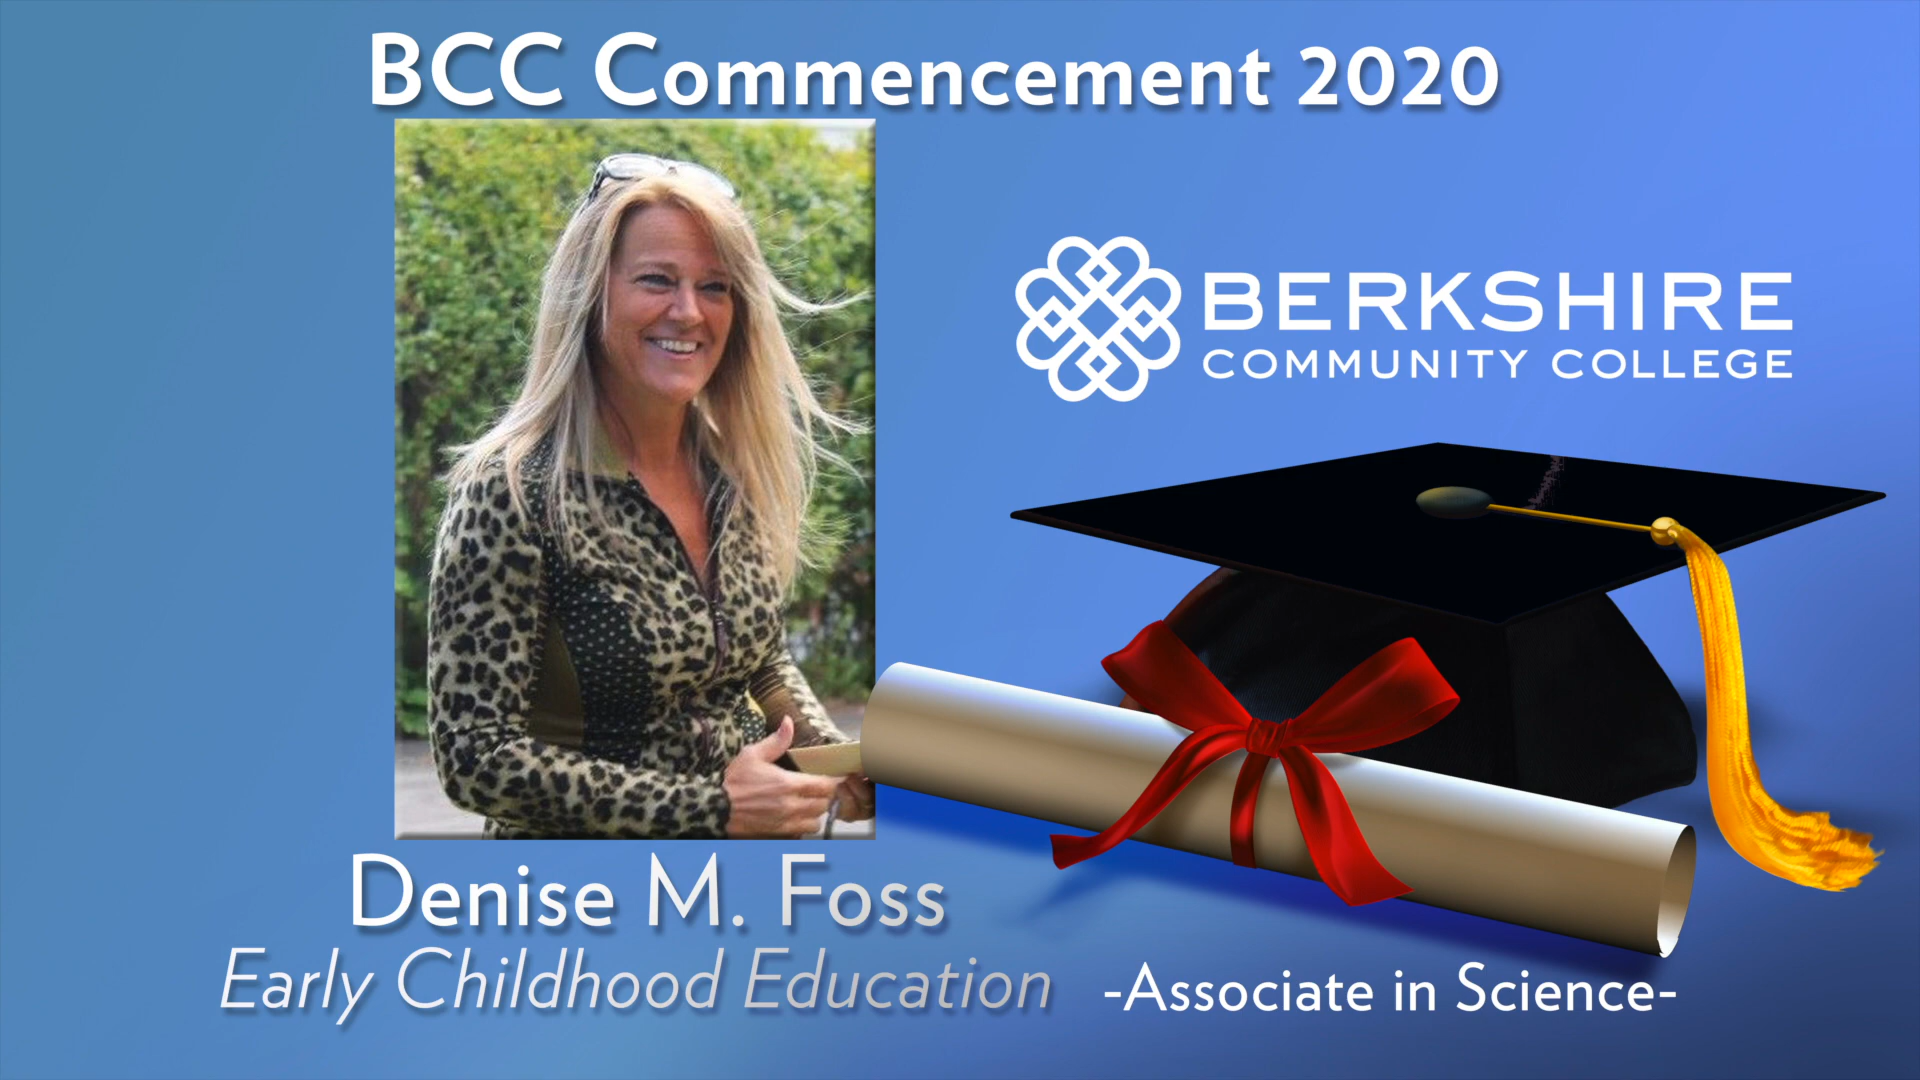 BCC Commencement 2020
BERKSHIRE
COMMUNITY COLLEGE
Denise M. Foss
Early Childhood Education
-Associate in Science-